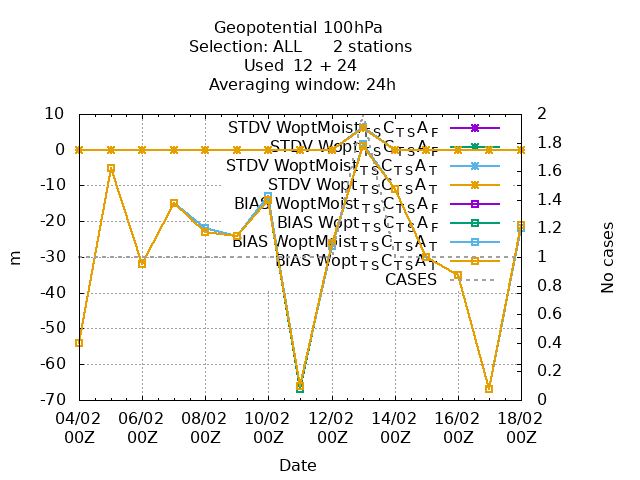 Geopotential 100hPa
Selection: ALL 2 stations
Used 12 + 24
Averaging window: 24h
10 2
STDV WoptMoist_TS C_TS A_F
STDV Wopt_TS C_TS A_F
0 1.8
STDV WoptMoist_TS C_TS A_T
-10 1.6
STDV Wopt_TS C_TS A_T
BIAS WoptMoist_TS C_TS A_F
1.4
-20 BIAS Wopt_TS C_TS A_F
1.2
BIAS WoptMoist_TS C_TS A_T
-30 1
BIAS Wopt_TS C_TS A_T
CASES
m
No cases
-40 0.8
0.6
-50
0.4
-60
0.2
-70 0
04/02 06/02 08/02 10/02 12/02 14/02 16/02 18/02
00Z 00Z 00Z 00Z 00Z 00Z 00Z 00Z
Date